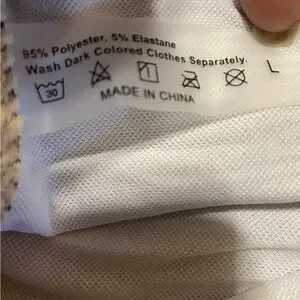 95% Polyester, 5% Elastane
Wash Dark Colored Clothes Separately.
30 L
MADE IN CHINA